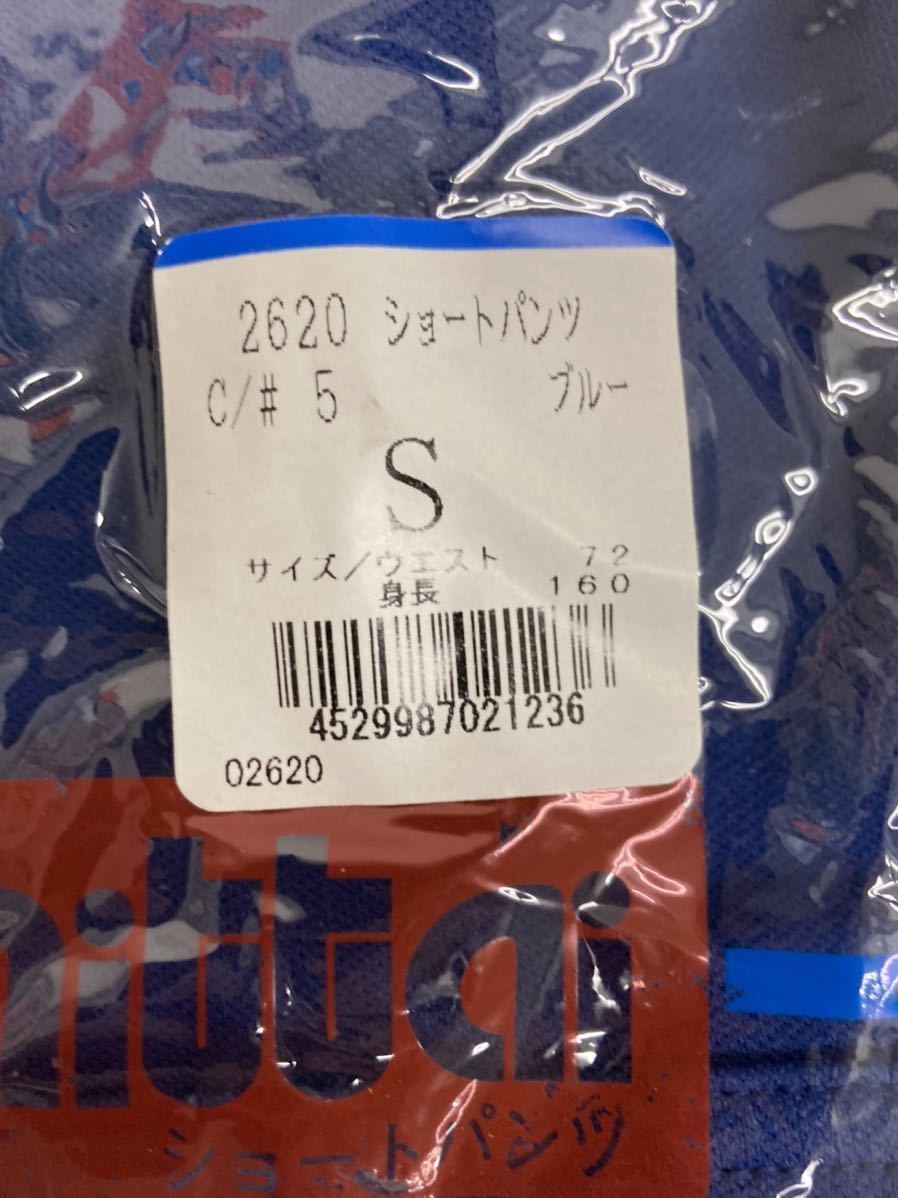 2620 ショートパンツ
C/# 5 ブルー
S
サイズ/ウエスト 72
身長 160
4529987021236
02620
nittai
ショートパンツ